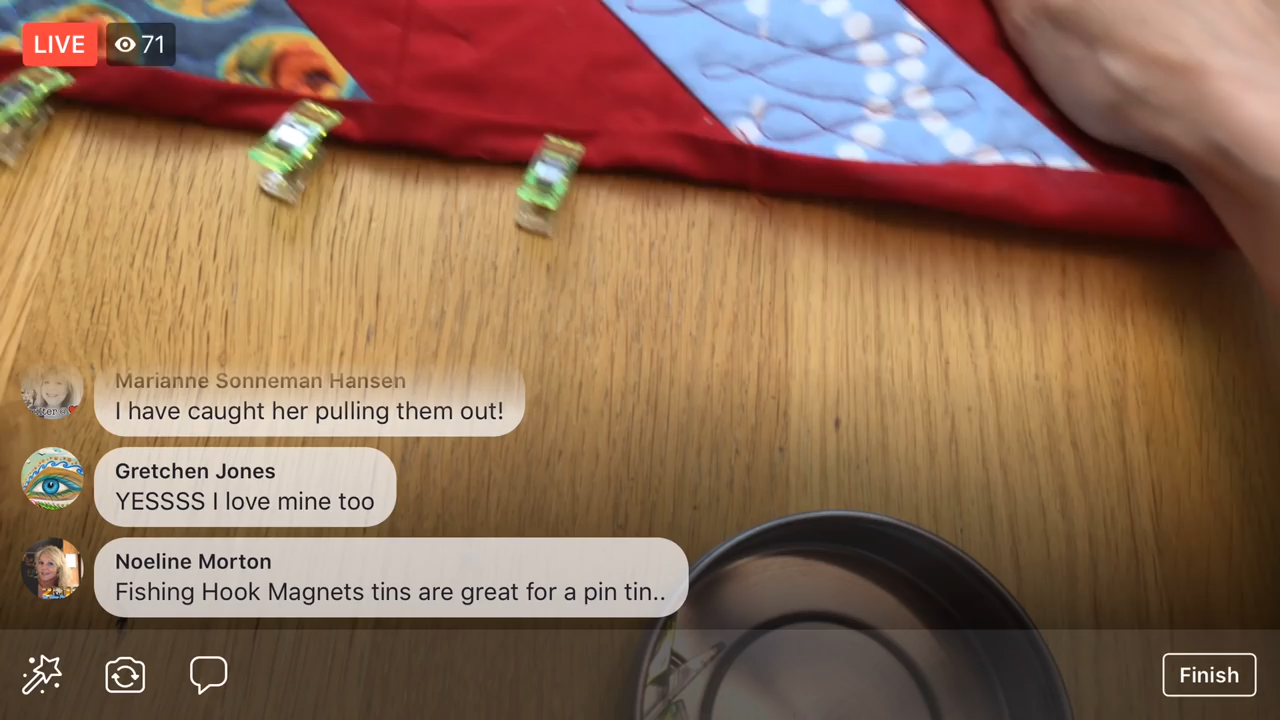 LIVE 71
Marianne Sonneman Hansen
I have caught her pulling them out!
Gretchen Jones
YESSSS I love mine too
Noeline Morton
Fishing Hook Magnets tins are great for a pin tin..
Finish